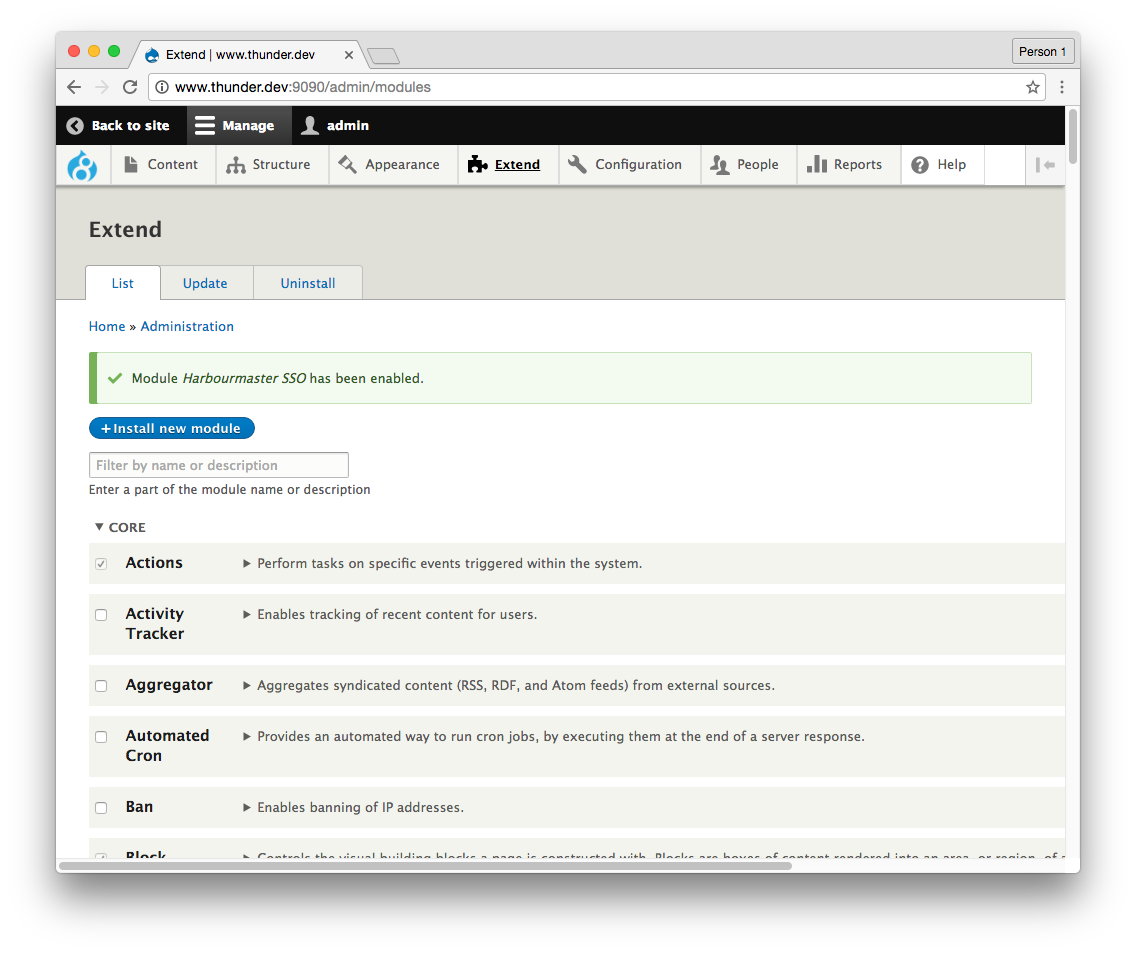 Extend | www.thunder.dev
Person 1
www.thunder.dev:9090/admin/modules
Back to site Manage admin
Content Structure Appearance Extend Configuration People Reports Help
Extend
List Update Uninstall
Home » Administration
Module Harbourmaster SSO has been enabled.
+Install new module
Filter by name or description
Enter a part of the module name or description
▼ CORE
Actions ▶ Perform tasks on specific events triggered within the system.
Activity ▶ Enables tracking of recent content for users.
Tracker
Aggregator ▶ Aggregates syndicated content (RSS, RDF, and Atom feeds) from external sources.
Automated ▶ Provides an automated way to run cron jobs, by executing them at the end of a server response.
Cron
Ban ▶ Enables banning of IP addresses.
Block ▶ Controls the visual building blocks a page is constructed with. Blocks are boxes of content rendered into an area, or region, of a